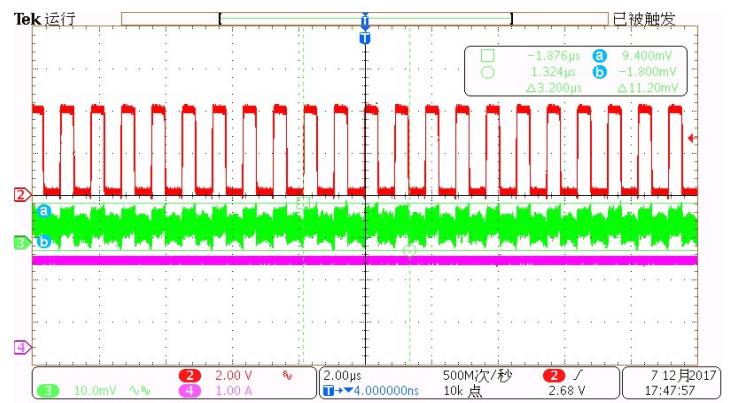 Tek 运行
已被触发
T
T
-1.876µs a 9.400mV
1.324µs b -1.800mV
△3.200µs △11.20mV
2
a
3
b
4
2 2.00 V Bw
3 10.0mV ∿Bw
4 1.00 A
2.00µs
T→▼4.000000ns
500M次/秒
10k 点
2 ∫
2.68 V
7 12月2017
17:47:57